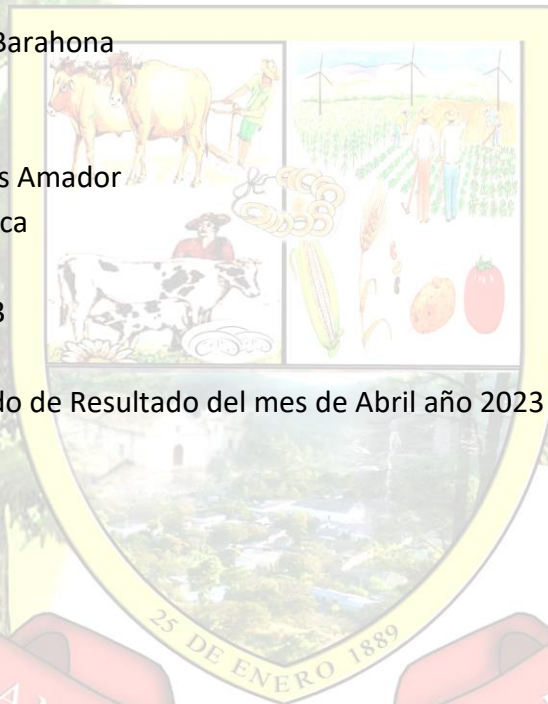 Barahona
s Amador
ca
3
do de Resultado del mes de Abril año 2023
25 DE ENERO 1889